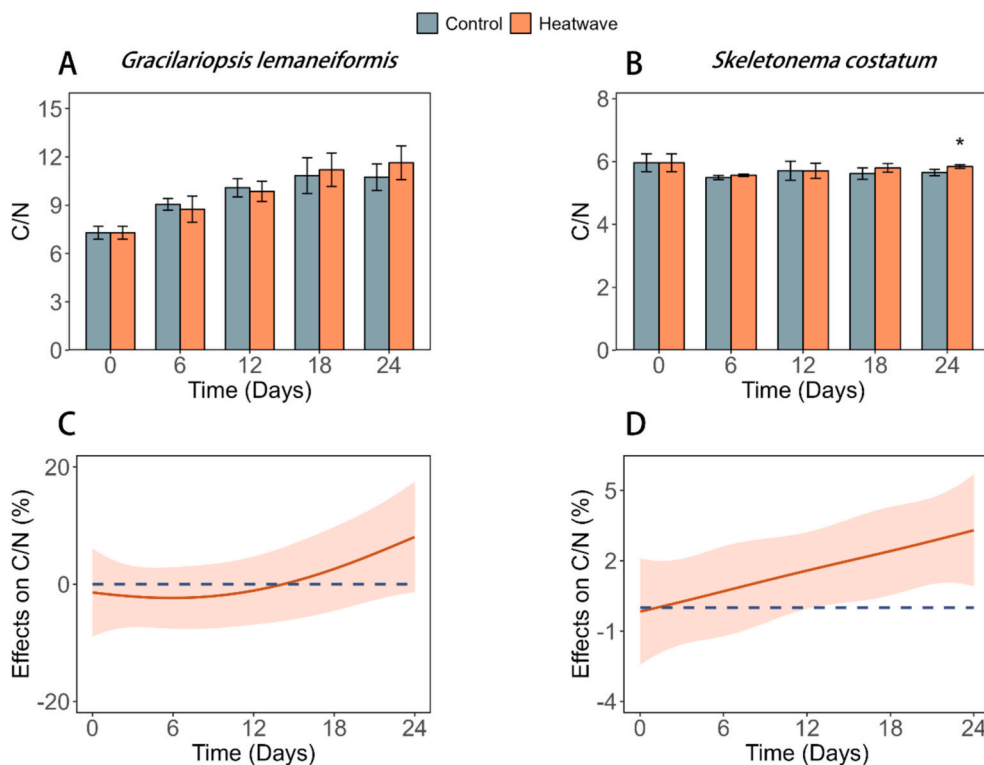 Control Heatwave
A Gracilariopsis lemaneiformis
B Skeletonema costatum
15
12
9
6
3
0
C/N
0 6 12 18 24
Time (Days)
8
6
4
2
0
C/N
*
0 6 12 18 24
Time (Days)
C
20
0
-20
Effects on C/N (%)
0 6 12 18 24
Time (Days)
D
5
2
-1
-4
Effects on C/N (%)
0 6 12 18 24
Time (Days)